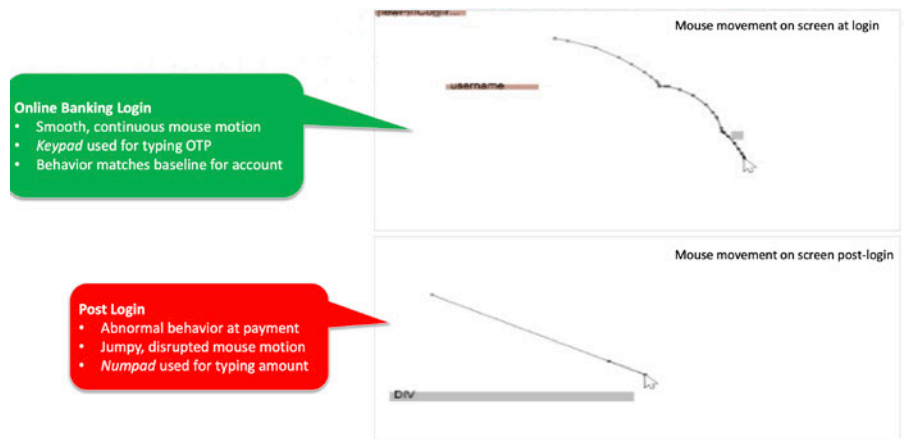 Mouse movement on screen at login
username
Online Banking Login
• Smooth, continuous mouse motion
• Keypad used for typing OTP
• Behavior matches baseline for account
Mouse movement on screen post-login
Post Login
• Abnormal behavior at payment
• Jumpy, disrupted mouse motion
• Numpad used for typing amount
DIV